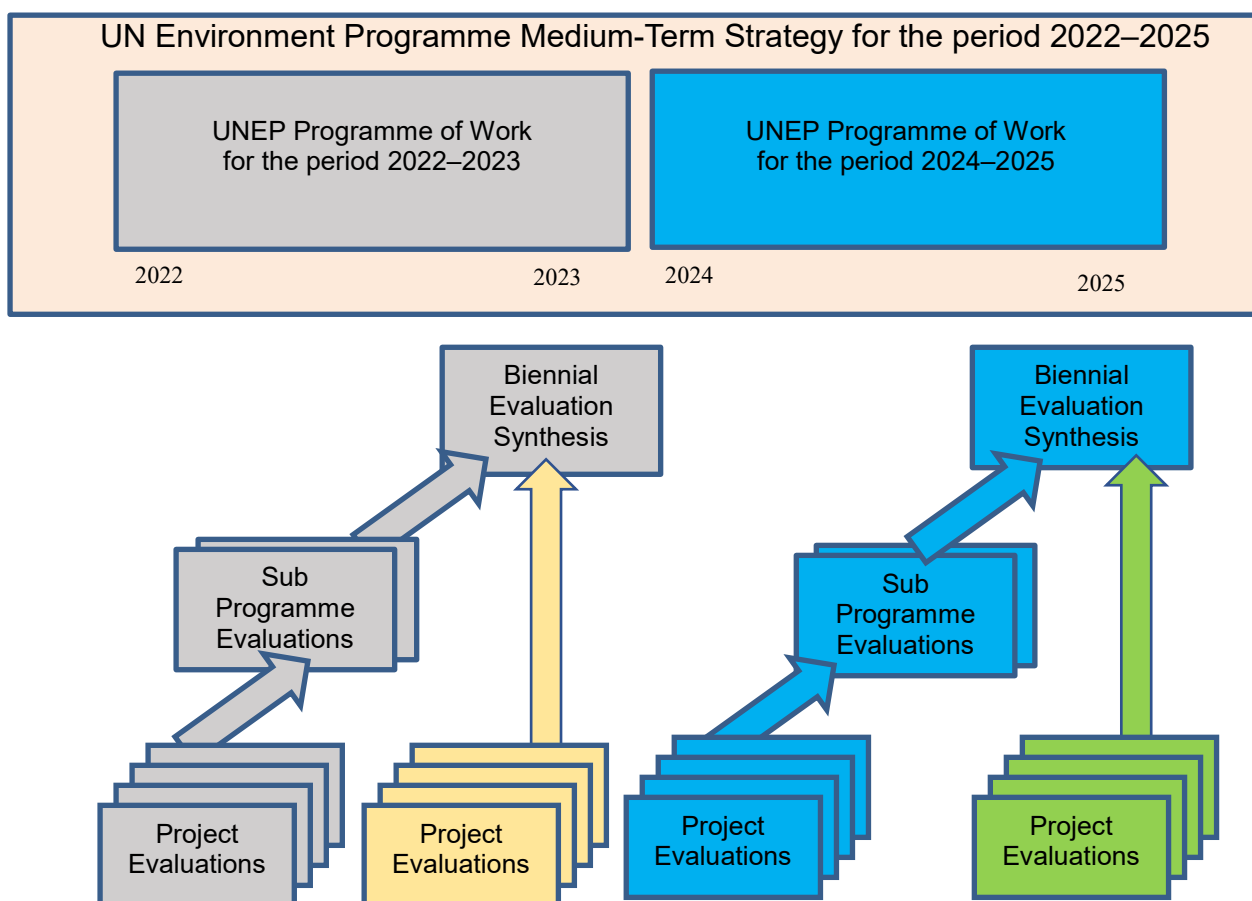 UN Environment Programme Medium-Term Strategy for the period 2022–2025
UNEP Programme of Work
for the period 2022–2023
UNEP Programme of Work
for the period 2024–2025
2022
2023
2024
2025
Biennial
Evaluation
Synthesis
Biennial
Evaluation
Synthesis
Sub
Programme
Evaluations
Sub
Programme
Evaluations
Project
Evaluations
Project
Evaluations
Project
Evaluations
Project
Evaluations